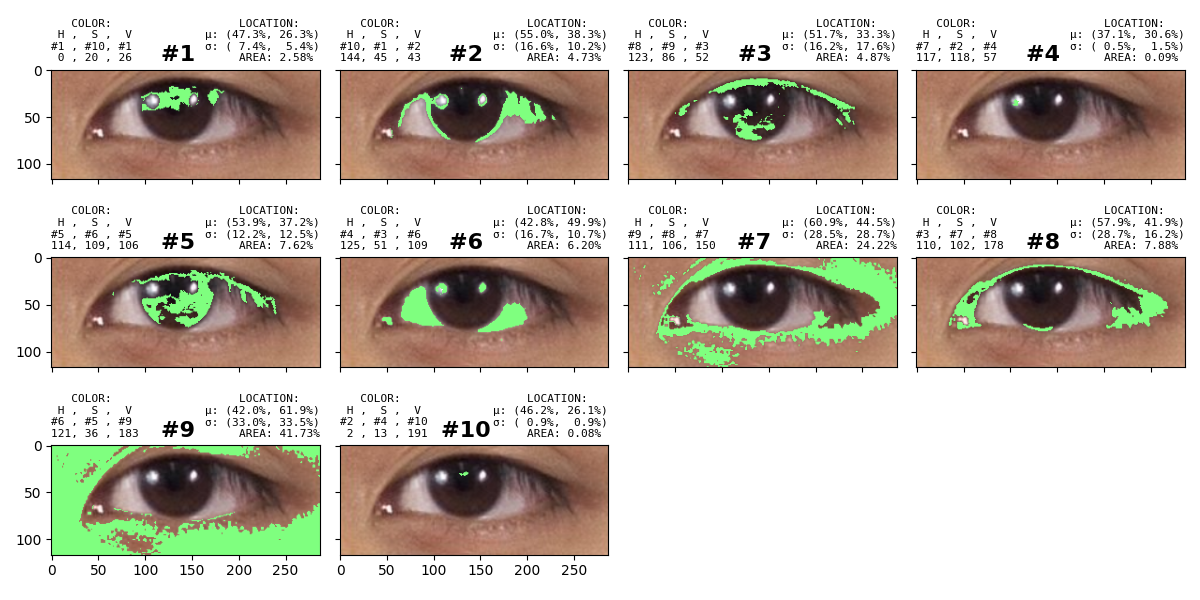 COLOR: LOCATION:
H , S , V μ: (47.3%, 26.3%)
#1 , #10, #1 σ: ( 7.4%, 5.4%)
0 , 20 , 26 #1 AREA: 2.58%
COLOR: LOCATION:
H , S , V μ: (55.0%, 38.3%)
#10, #1 , #2 σ: (16.6%, 10.2%)
144, 45 , 43 #2 AREA: 4.73%
COLOR: LOCATION:
H , S , V μ: (51.7%, 33.3%)
#8 , #9 , #3 σ: (16.2%, 17.6%)
123, 86 , 52 #3 AREA: 4.87%
COLOR: LOCATION:
H , S , V μ: (37.1%, 30.6%)
#7 , #2 , #4 σ: ( 0.5%, 1.5%)
117, 118, 57 #4 AREA: 0.09%
0
50
100
COLOR: LOCATION:
H , S , V μ: (53.9%, 37.2%)
#5 , #6 , #5 σ: (12.2%, 12.5%)
114, 109, 106 #5 AREA: 7.62%
COLOR: LOCATION:
H , S , V μ: (42.8%, 49.9%)
#4 , #3 , #6 σ: (16.7%, 10.7%)
125, 51 , 109 #6 AREA: 6.20%
COLOR: LOCATION:
H , S , V μ: (60.9%, 44.5%)
#9 , #8 , #7 σ: (28.5%, 28.7%)
111, 106, 150 #7 AREA: 24.22%
COLOR: LOCATION:
H , S , V μ: (57.9%, 41.9%)
#3 , #7 , #8 σ: (28.7%, 16.2%)
110, 102, 178 #8 AREA: 7.88%
0
50
100
COLOR: LOCATION:
H , S , V μ: (42.0%, 61.9%)
#6 , #5 , #9 σ: (33.0%, 33.5%)
121, 36 , 183 #9 AREA: 41.73%
COLOR: LOCATION:
H , S , V μ: (46.2%, 26.1%)
#2 , #4 , #10 σ: ( 0.9%, 0.9%)
2 , 13 , 191 #10 AREA: 0.08%
0
50
100
0 50 100 150 200 250
0 50 100 150 200 250